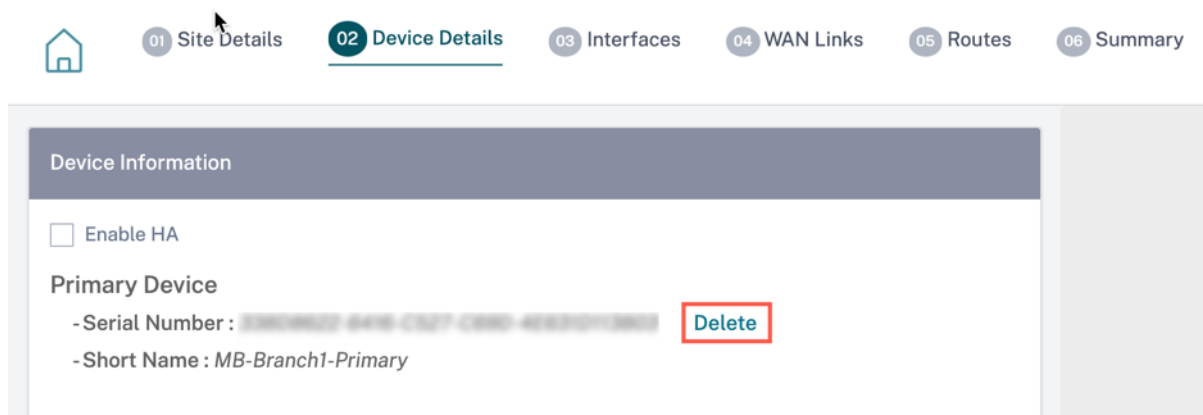 01 Site Details 02 Device Details 03 Interfaces 04 WAN Links 05 Routes 06 Summary
Device Information
Enable HA
Primary Device
- Serial Number : Delete
- Short Name : MB-Branch1-Primary